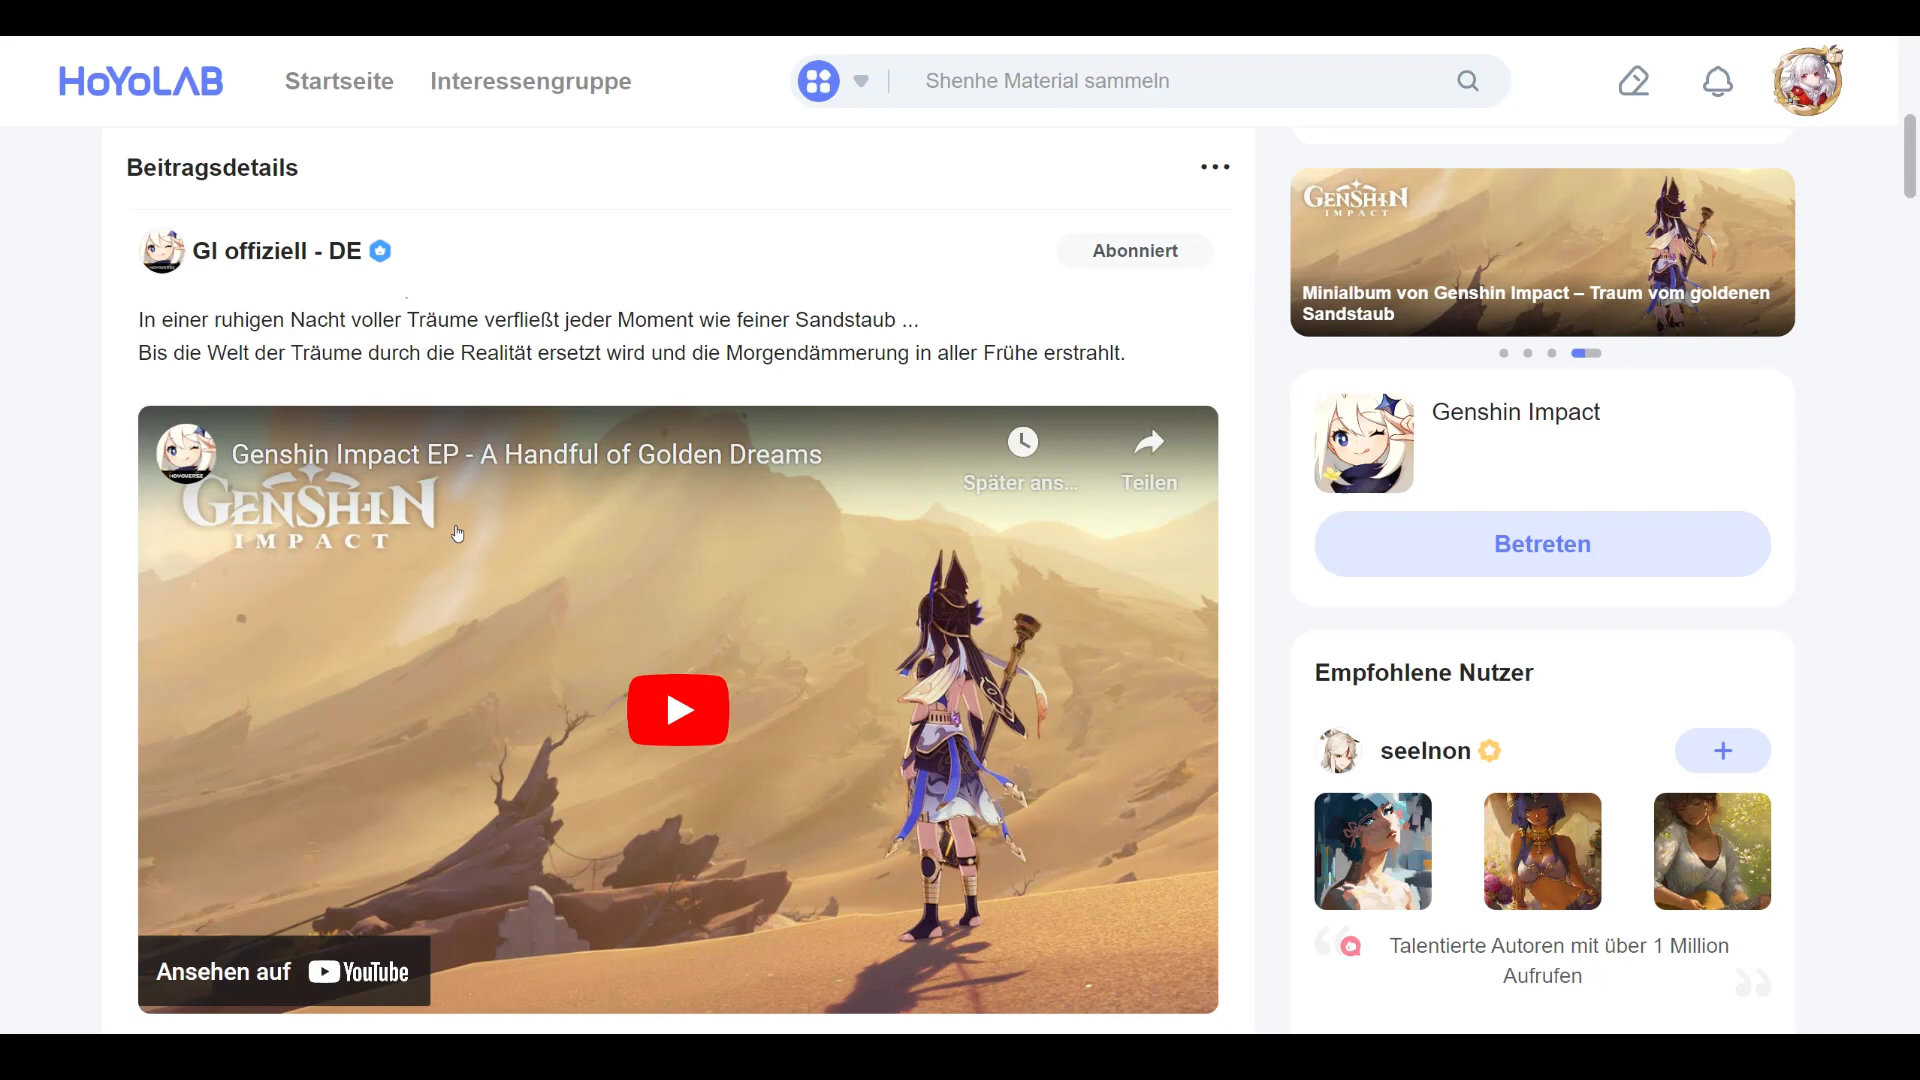 HoYoLAB
Startseite
Interessengruppe
Shenhe Material sammeln
Beitragsdetails
GI offiziell - DE
Abonniert
In einer ruhigen Nacht voller Träume verfließt jeder Moment wie feiner Sandstaub ...
Bis die Welt der Träume durch die Realität ersetzt wird und die Morgendämmerung in aller Frühe erstrahlt.
Genshin Impact EP - A Handful of Golden Dreams
Später ans...
Teilen
HOYOVERSE
GENSHIN
IMPACT
Ansehen auf YouTube
GENSHIN
IMPACT
Minialbum von Genshin Impact – Traum vom goldenen
Sandstaub
Genshin Impact
Betreten
Empfohlene Nutzer
seelnon
Talentierte Autoren mit über 1 Million
Aufrufen